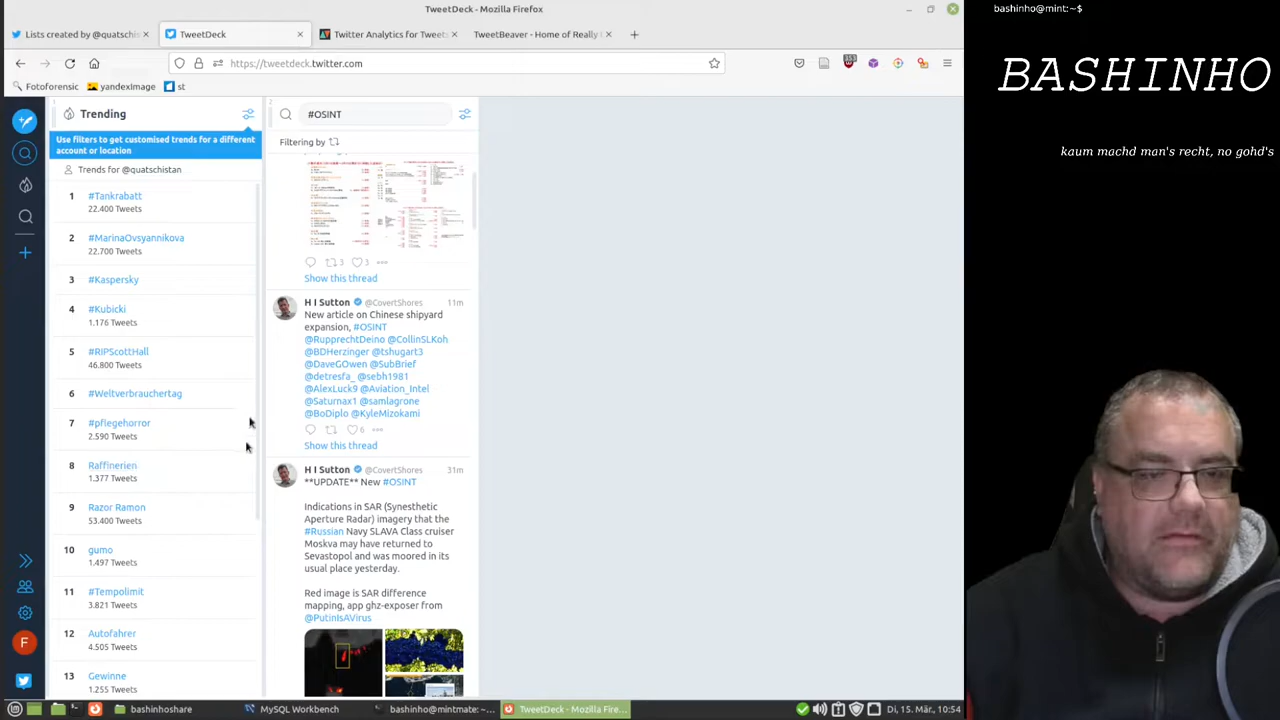 TweetDeck - Mozilla Firefox
Lists created by @quatschis
TweetDeck
Twitter Analytics for Tweets
TweetBeaver - Home of Really
https://tweetdeck.twitter.com
Fotoforensic
yandexImage
st
Trending
Use filters to get customised trends for a different
account or location
Trends for @quatschistan
1 #Tankrabatt
22.400 Tweets
2 #MarinaOvsyannikova
22.700 Tweets
3 #Kaspersky
4 #Kubicki
1.176 Tweets
5 #RIPScottHall
46.800 Tweets
6 #Weltverbrauchertag
7 #pflegehorror
2.590 Tweets
8 Raffinerien
1.377 Tweets
9 Razor Ramon
53.400 Tweets
10 gumo
1.497 Tweets
11 #Tempolimit
3.821 Tweets
12 Autofahrer
4.505 Tweets
13 Gewinne
1.255 Tweets
F
#OSINT
Filtering by
3 3
Show this thread
H I Sutton @CovertShores 11m
New article on Chinese shipyard
expansion, #OSINT
@RupprechtDeino @CollinSLKoh
@BDHerzinger @tshugart3
@DaveGOwen @SubBrief
@detresfa_ @sebh1981
@AlexLuck9 @Aviation_Intel
@Saturnax1 @samlagrone
@BoDiplo @KyleMizokami
6
Show this thread
H I Sutton @CovertShores 31m
**UPDATE** New #OSINT
Indications in SAR (Synesthetic
Aperture Radar) imagery that the
#Russian Navy SLAVA Class cruiser
Moskva may have returned to
Sevastopol and was moored in its
usual place yesterday.
Red image is SAR difference
mapping, app ghz-exposer from
@PutinIsAVirus
bashinho@mint:~$
BASHINHO
kaum machd man's recht, no gohd's
bashinhoshare
MySQL Workbench
bashinho@mintmate: ~...
TweetDeck - Mozilla Fire...
Di, 15. Mär., 10:54